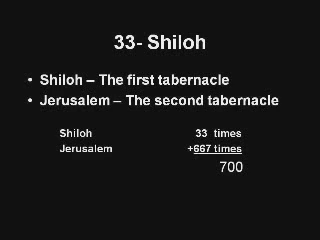 33- Shiloh
• Shiloh – The first tabernacle
• Jerusalem – The second tabernacle
Shiloh 33 times
Jerusalem +667 times
700